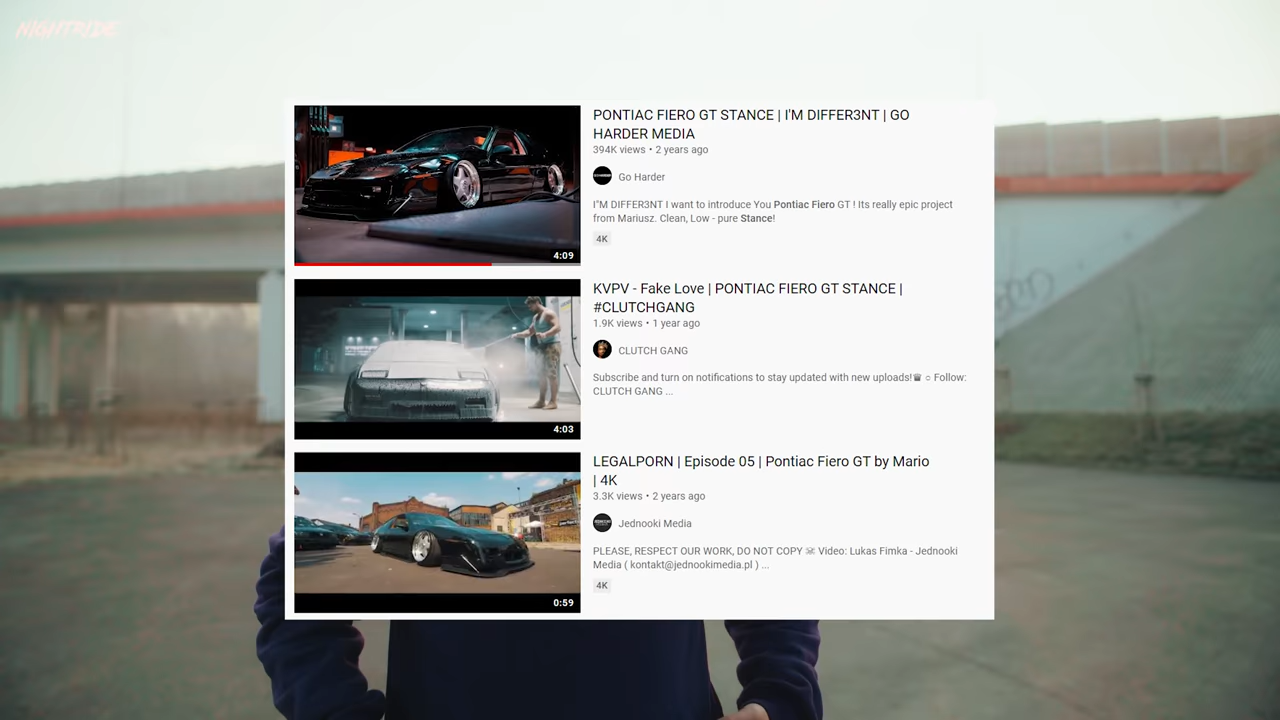 NIGHTRIDE
PONTIAC FIERO GT STANCE | I'M DIFFER3NT | GO
HARDER MEDIA
394K views • 2 years ago
Go Harder
I"M DIFFER3NT I want to introduce You Pontiac Fiero GT ! Its really epic project
from Mariusz. Clean, Low - pure Stance!
4K
4:09
KVPV - Fake Love | PONTIAC FIERO GT STANCE |
#CLUTCHGANG
1.9K views • 1 year ago
CLUTCH GANG
Subscribe and turn on notifications to stay updated with new uploads!♛ ○ Follow:
CLUTCH GANG ...
4:03
LEGALPORN | Episode 05 | Pontiac Fiero GT by Mario
| 4K
3.3K views • 2 years ago
Jednooki Media
PLEASE, RESPECT OUR WORK, DO NOT COPY ☠ Video: Lukas Fimka - Jednooki
Media ( kontakt@jednookimedia.pl ) ...
4K
0:59